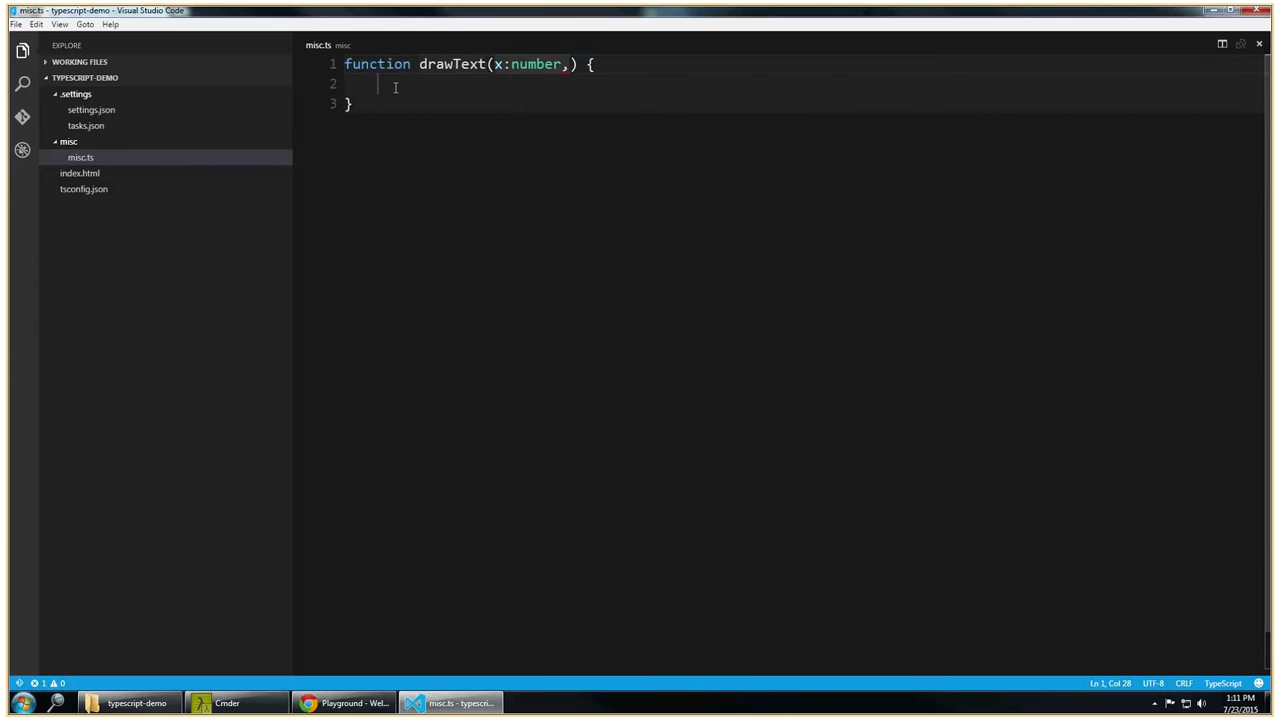 misc.ts - typescript-demo - Visual Studio Code
File Edit View Goto Help
EXPLORE
WORKING FILES
TYPESCRIPT-DEMO
.settings
settings.json
tasks.json
misc
misc.ts
index.html
tsconfig.json
misc.ts misc
1 function drawText(x:number,) {
2
3 }
1 0
Ln 1, Col 28 UTF-8 CRLF TypeScript
typescript-demo Cmder Playground - Wel... misc.ts - typescri...
1:11 PM
7/23/2015